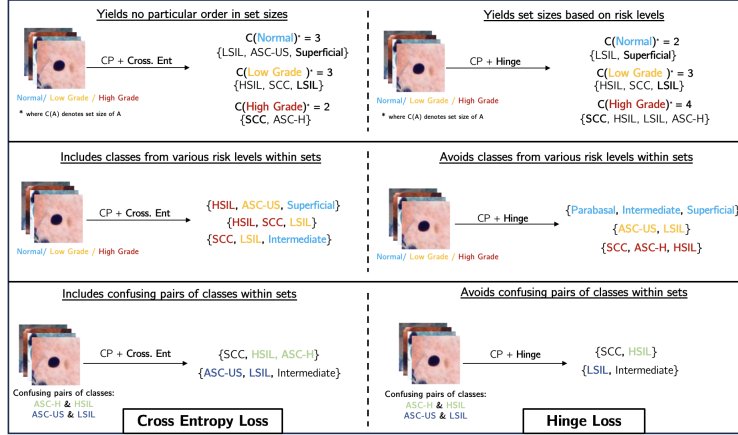 Yields no particular order in set sizes
CP + Cross. Ent
C(Normal)* = 3
{LSIL, ASC-US, Superficial}
C(Low Grade)* = 3
{HSIL, SCC, LSIL}
C(High Grade)* = 2
{SCC, ASC-H}
Normal/ Low Grade / High Grade
* where C(A) denotes set size of A
Yields set sizes based on risk levels
CP + Hinge
C(Normal)* = 2
{LSIL, Superficial}
C(Low Grade )* = 3
{HSIL, SCC, LSIL}
C(High Grade)* = 4
{SCC, HSIL, LSIL, ASC-H}
Normal/ Low Grade / High Grade
* where C(A) denotes set size of A
Includes classes from various risk levels within sets
CP + Cross. Ent
{HSIL, ASC-US, Superficial}
{HSIL, SCC, LSIL}
{SCC, LSIL, Intermediate}
Normal/ Low Grade / High Grade
Avoids classes from various risk levels within sets
CP + Hinge
{Parabasal, Intermediate, Superficial}
{ASC-US, LSIL}
{SCC, ASC-H, HSIL}
Normal/ Low Grade / High Grade
Includes confusing pairs of classes within sets
CP + Cross. Ent
{SCC, HSIL, ASC-H}
{ASC-US, LSIL, Intermediate}
Confusing pairs of classes:
ASC-H & HSIL
ASC-US & LSIL
Cross Entropy Loss
Avoids confusing pairs of classes within sets
CP + Hinge
{SCC, HSIL}
{LSIL, Intermediate}
Confusing pairs of classes:
ASC-H & HSIL
ASC-US & LSIL
Hinge Loss